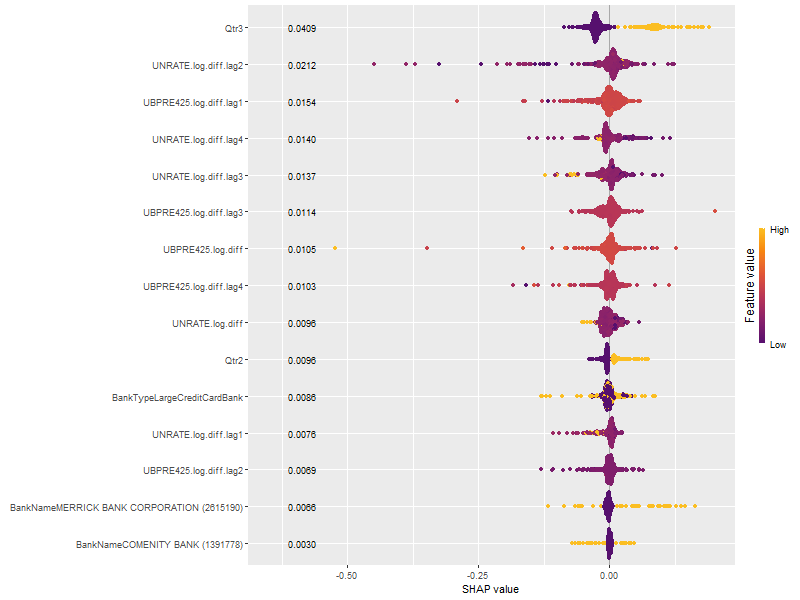 Qtr3 0.0409
UNRATE.log.diff.lag2 0.0212
UBPRE425.log.diff.lag1 0.0154
UNRATE.log.diff.lag4 0.0140
UNRATE.log.diff.lag3 0.0137
UBPRE425.log.diff.lag3 0.0114
UBPRE425.log.diff 0.0105
UBPRE425.log.diff.lag4 0.0103
UNRATE.log.diff 0.0096
Qtr2 0.0096
BankTypeLargeCreditCardBank 0.0086
UNRATE.log.diff.lag1 0.0076
UBPRE425.log.diff.lag2 0.0069
BankNameMERRICK BANK CORPORATION (2615190) 0.0066
BankNameCOMENITY BANK (1391778) 0.0030
-0.50 -0.25 0.00
SHAP value
High
Feature value
Low